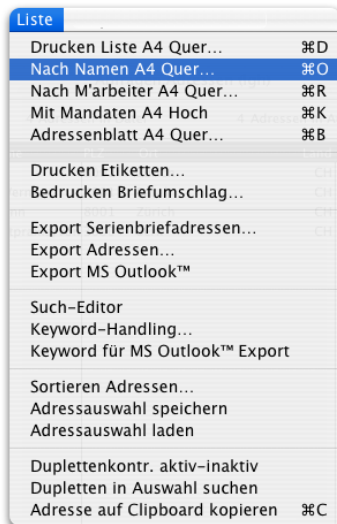 Liste
Drucken Liste A4 Quer... ⌘D
Nach Namen A4 Quer... ⌘O
Nach M'arbeiter A4 Quer... ⌘R
Mit Mandaten A4 Hoch ⌘K
Adressenblatt A4 Quer... ⌘B
Drucken Etiketten...
Bedrucken Briefumschlag...
Export Serienbriefadressen...
Export Adressen...
Export MS Outlook™
Such-Editor
Keyword-Handling...
Keyword für MS Outlook™ Export
Sortieren Adressen...
Adressauswahl speichern
Adressauswahl laden
Duplettenkontr. aktiv-inaktiv
Dupletten in Auswahl suchen
Adresse auf Clipboard kopieren ⌘C